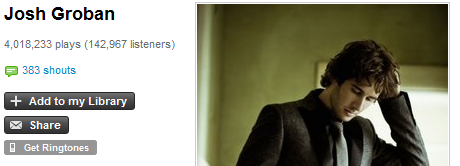 Josh Groban
4,018,233 plays (142,967 listeners)
383 shouts
Add to my Library
Share
Get Ringtones